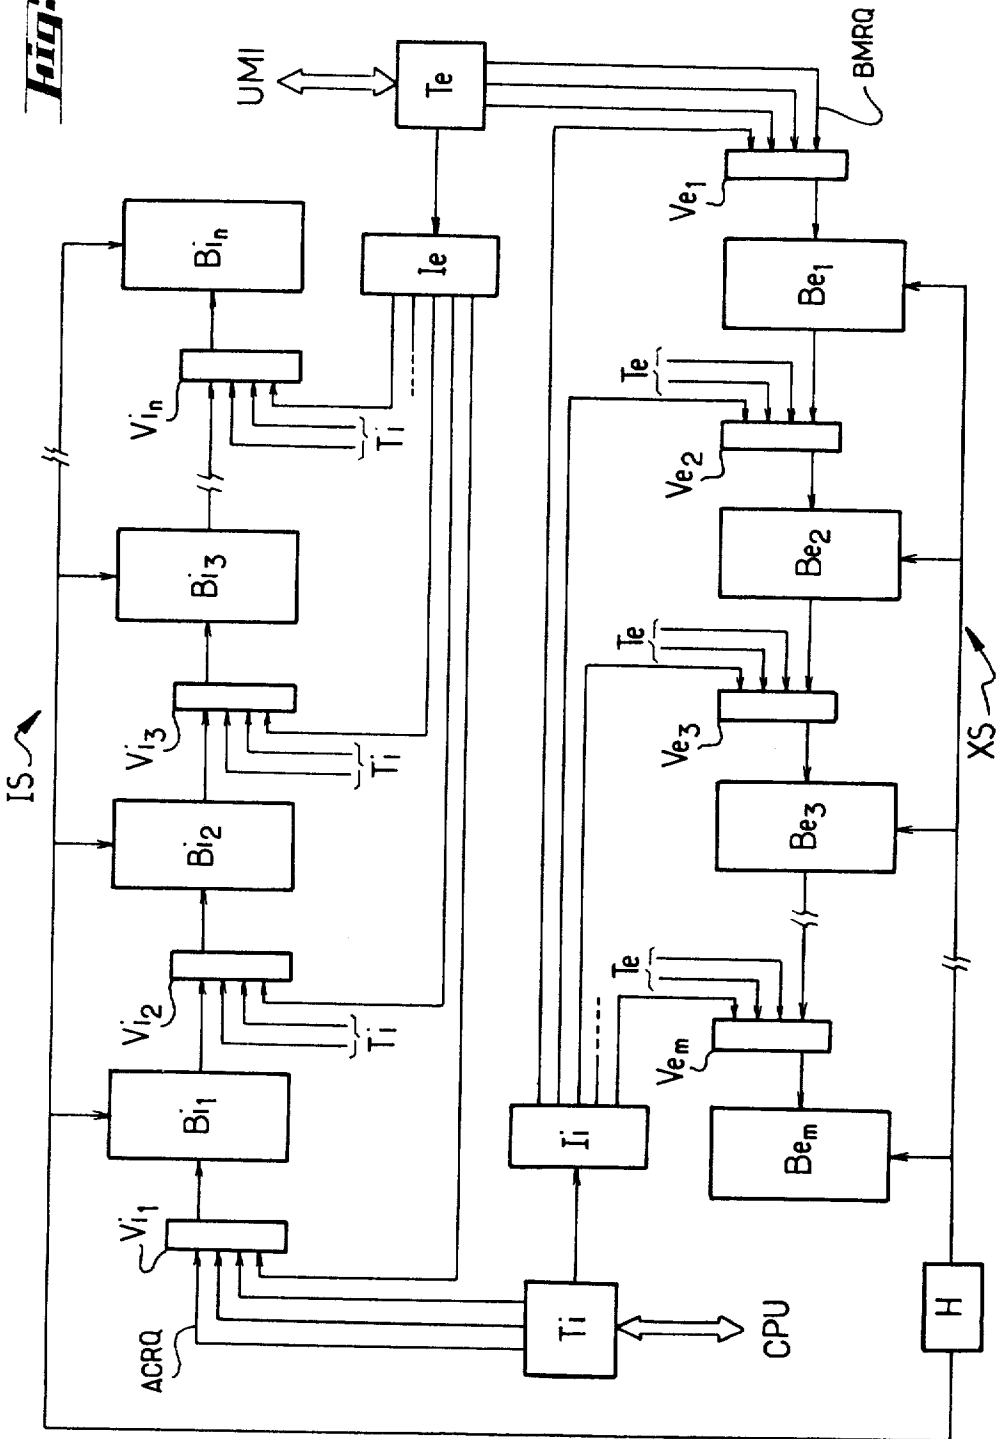 Fig
IS
ACRQ
Vi1
Vi2
Vi3
Vin
Bi1
Bi2
Bi3
Bin
UMI
Ti
Ti
Ti
Ie
Te
Ti
Ii
Te
Te
Te
Vem
Ve3
Ve2
Ve1
CPU
Bem
Be3
Be2
Be1
BMRQ
H
XS